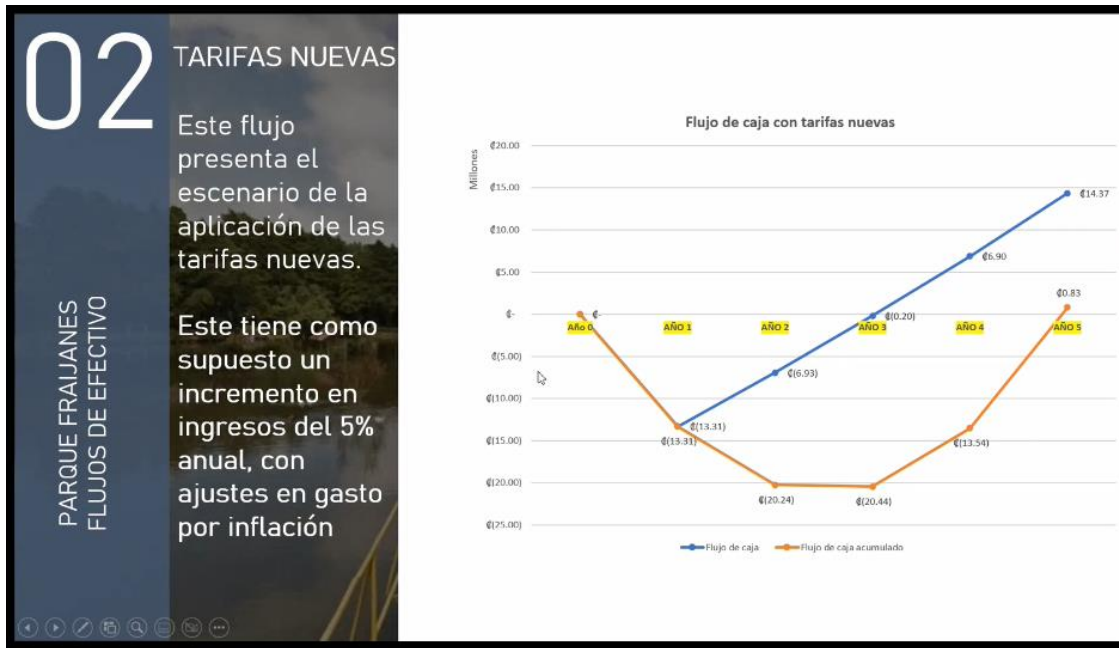 02
TARIFAS NUEVAS
Este flujo
presenta el
escenario de la
aplicación de las
tarifas nuevas.
Este tiene como
supuesto un
incremento en
ingresos del 5%
anual, con
ajustes en gasto
por inflación
PARQUE FRAIJANES
FLUJOS DE EFECTIVO
Flujo de caja con tarifas nuevas
Millones
₡20.00
₡15.00
₡10.00
₡5.00
₡-
₡(5.00)
₡(10.00)
₡(15.00)
₡(20.00)
₡(25.00)
Año 0
AÑO 1
AÑO 2
AÑO 3
AÑO 4
AÑO 5
₡-
₡(13.31)
₡(6.93)
₡(0.20)
₡6.90
₡14.37
₡(13.31)
₡(20.24)
₡(20.44)
₡(13.54)
₡0.83
Flujo de caja
Flujo de caja acumulado